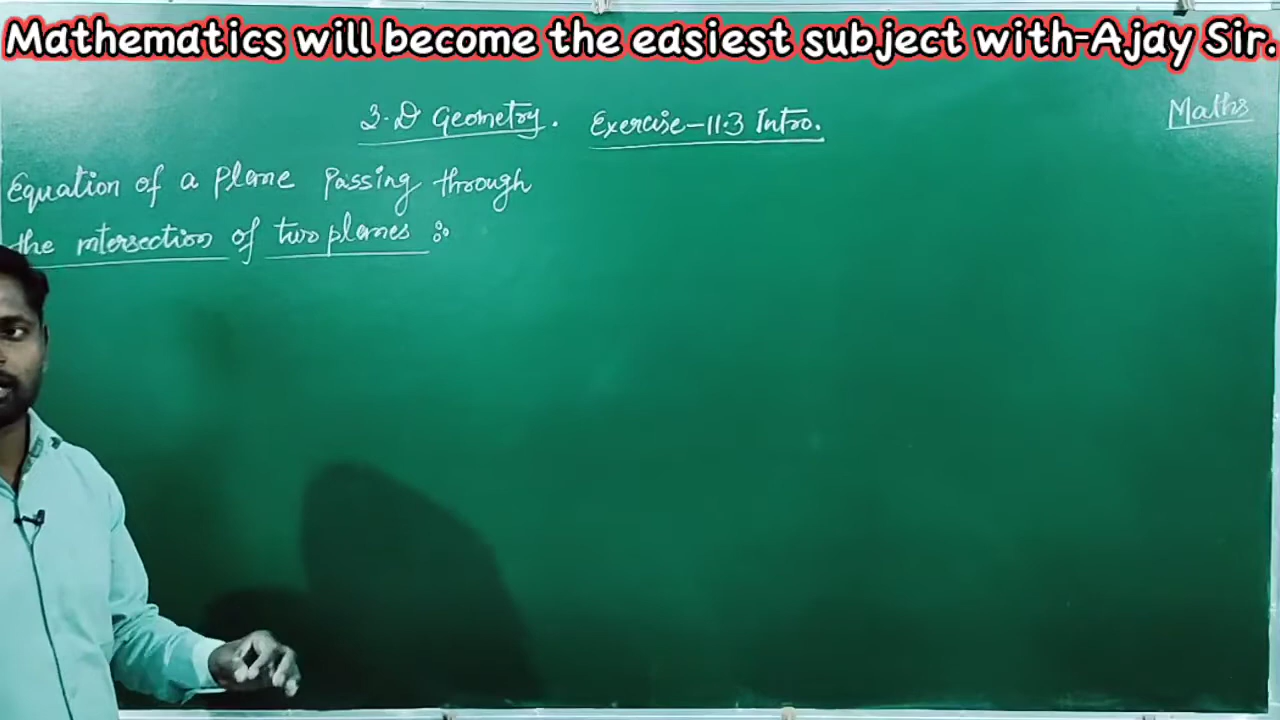 Mathematics will become the easiest subject with-Ajay Sir.
3-D Geometry. Exercise-11.3 Intro.
Maths
Equation of a plane Passing through
the intersection of two planes :